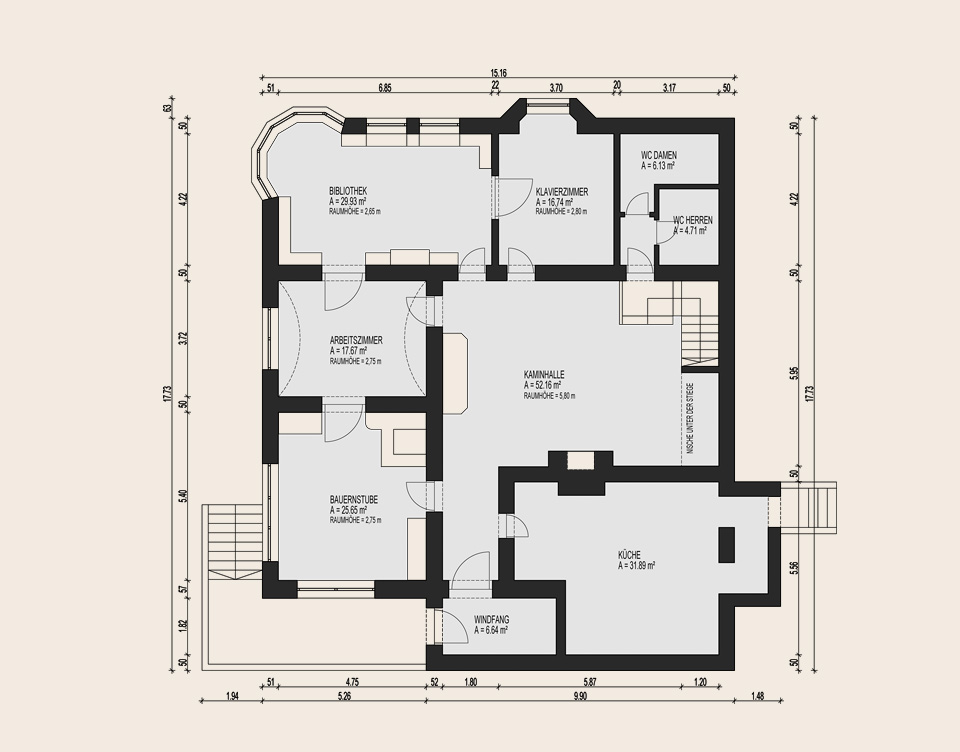 15.16
51
6.85
22
3.70
20
3.17
50
63
50
4.22
50
3.72
50
17.73
5.40
57
1.82
50
50
4.22
50
5.95
17.73
50
5.56
50
BIBLIOTHEK
A = 29.93 m²
RAUMHÖHE = 2,65 m
KLAVIERZIMMER
A = 16,74 m²
RAUMHÖHE = 2,80 m
WC DAMEN
A = 6.13 m²
WC HERREN
A = 4.71 m²
ARBEITSZIMMER
A = 17.67 m²
RAUMHÖHE = 2,75 m
KAMINHALLE
A = 52.16 m²
RAUMHÖHE = 5,80 m
NISCHE UNTER DER STIEGE
BAUERNSTUBE
A = 25.65 m²
RAUMHÖHE = 2,75 m
KÜCHE
A = 31.89 m²
WINDFANG
A = 6.64 m²
51
4.75
52
1.80
5.87
1.20
1.94
5.26
9.90
1.48